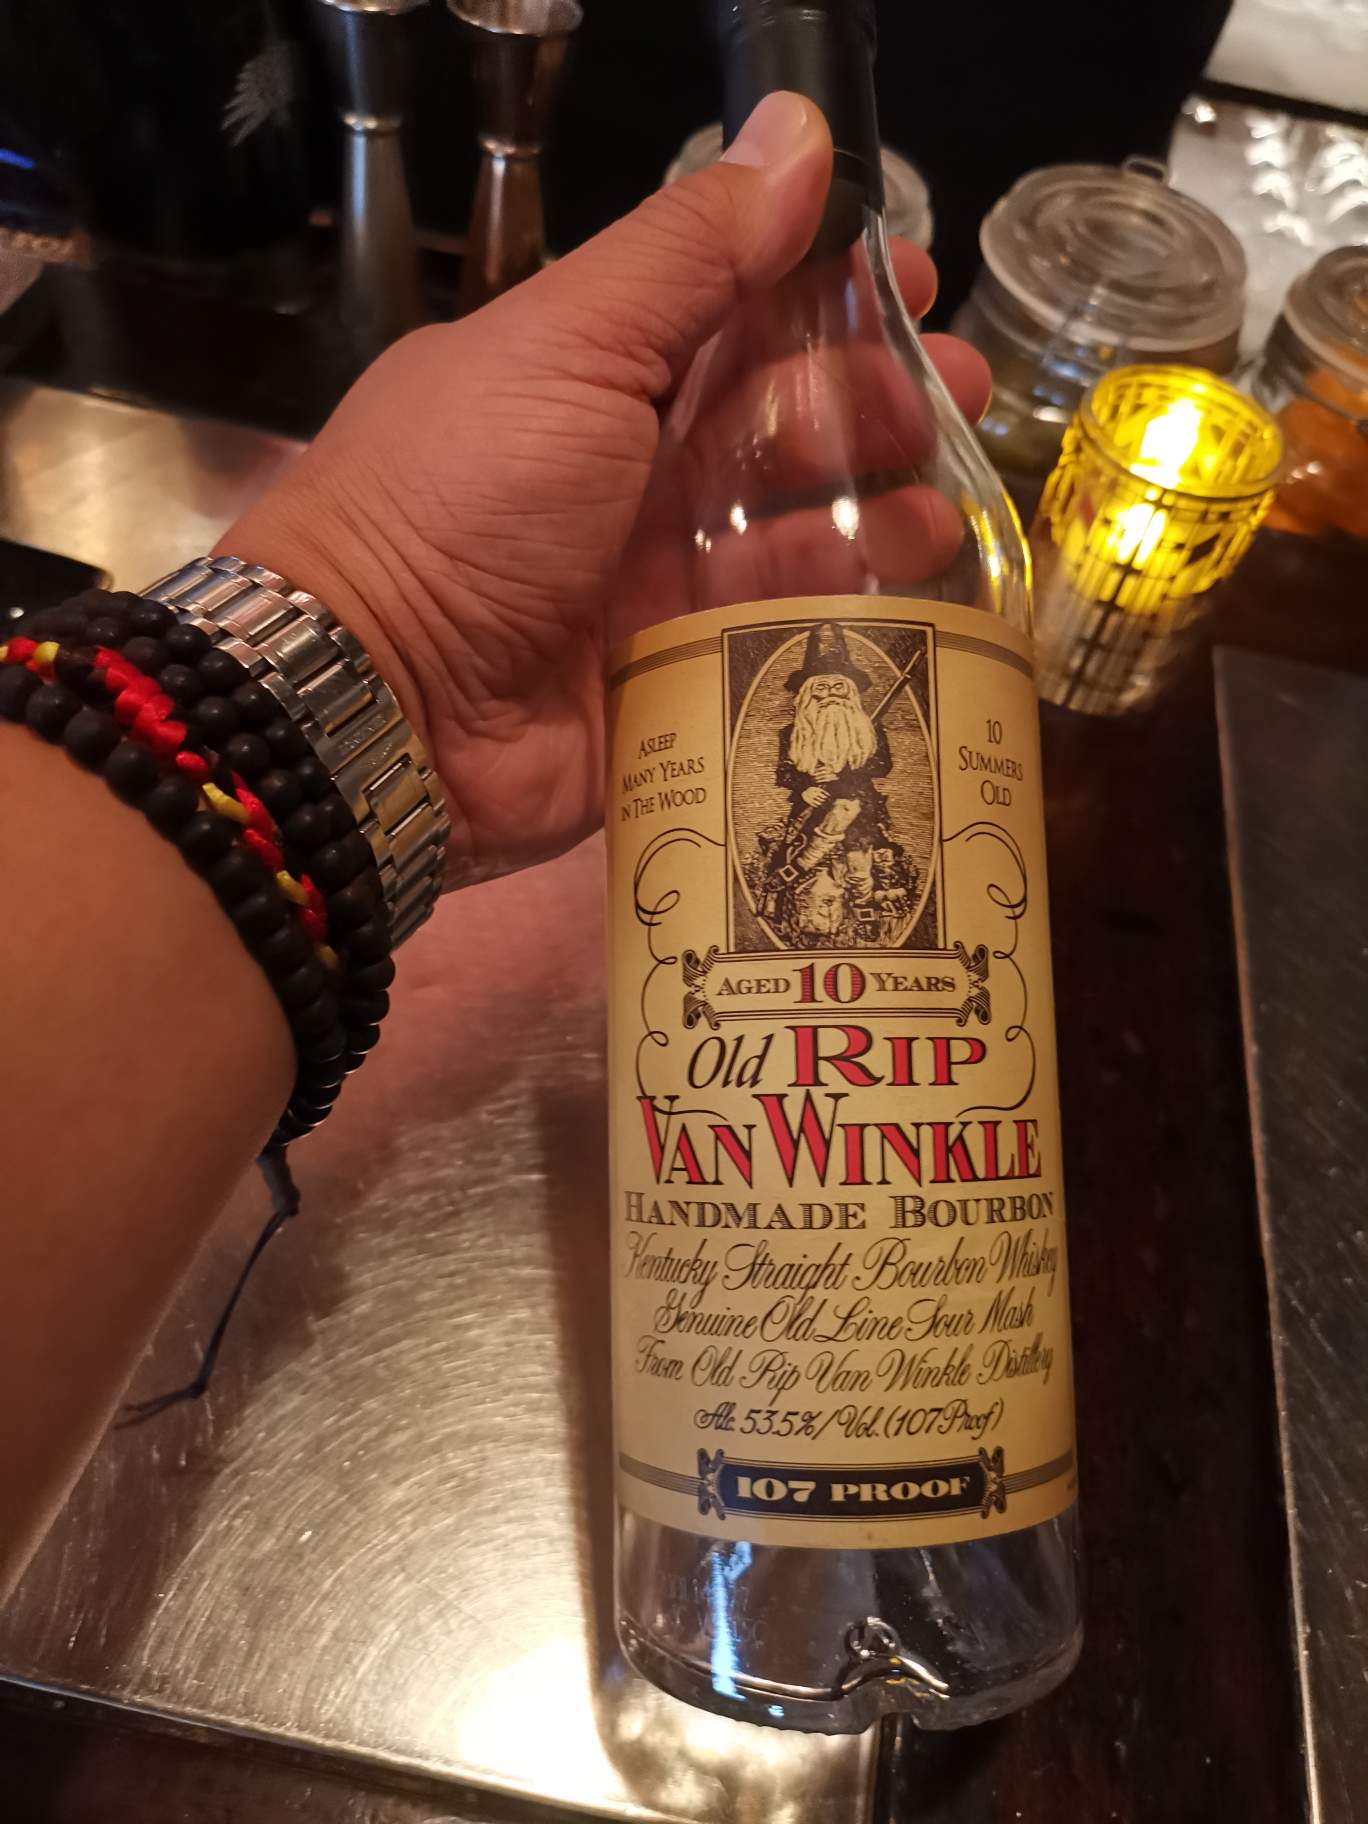 ASLEEP
MANY YEARS
IN THE WOOD
10
SUMMERS
OLD
AGED 10 YEARS
Old RIP
VAN WINKLE
HANDMADE BOURBON
Kentucky Straight Bourbon Whiskey
Genuine Old Line Sour Mash
From Old Rip Van Winkle Distillery
Alc. 53.5%/Vol. (107 Proof)
107 PROOF